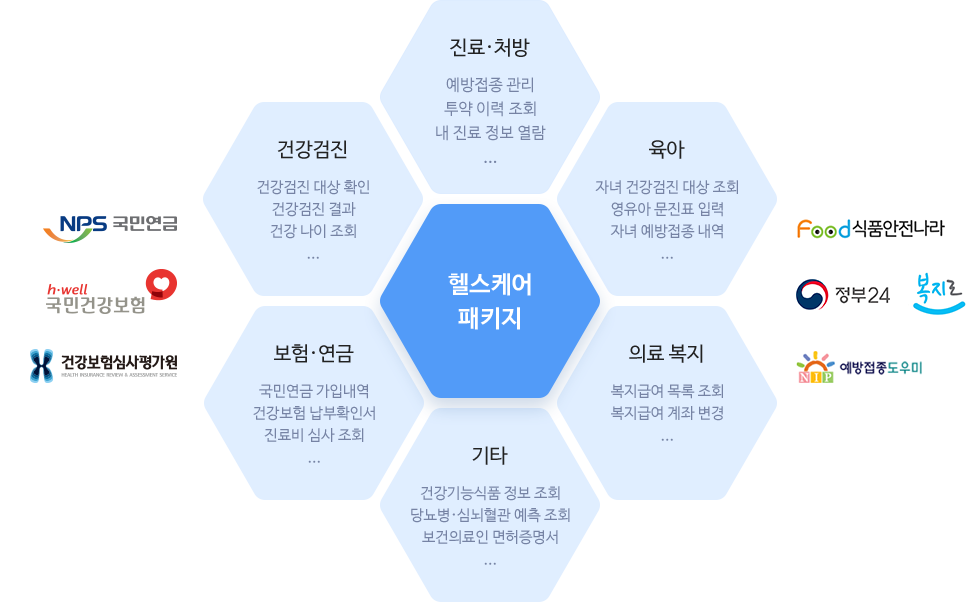 진료·처방
예방접종 관리
투약 이력 조회
내 진료 정보 열람
...
건강검진
건강검진 대상 확인
건강검진 결과
건강 나이 조회
...
육아
자녀 건강검진 대상 조회
영유아 문진표 입력
자녀 예방접종 내역
...
NPS 국민연금
h·well
국민건강보험
건강보험심사평가원
HEALTH INSURANCE REVIEW & ASSESSMENT SERVICE
헬스케어
패키지
Food식품안전나라
정부24
복지로
NIP 예방접종도우미
보험·연금
국민연금 가입내역
건강보험 납부확인서
진료비 심사 조회
...
의료 복지
복지급여 목록 조회
복지급여 계좌 변경
...
기타
건강기능식품 정보 조회
당뇨병·심뇌혈관 예측 조회
보건의료인 면허증명서
...